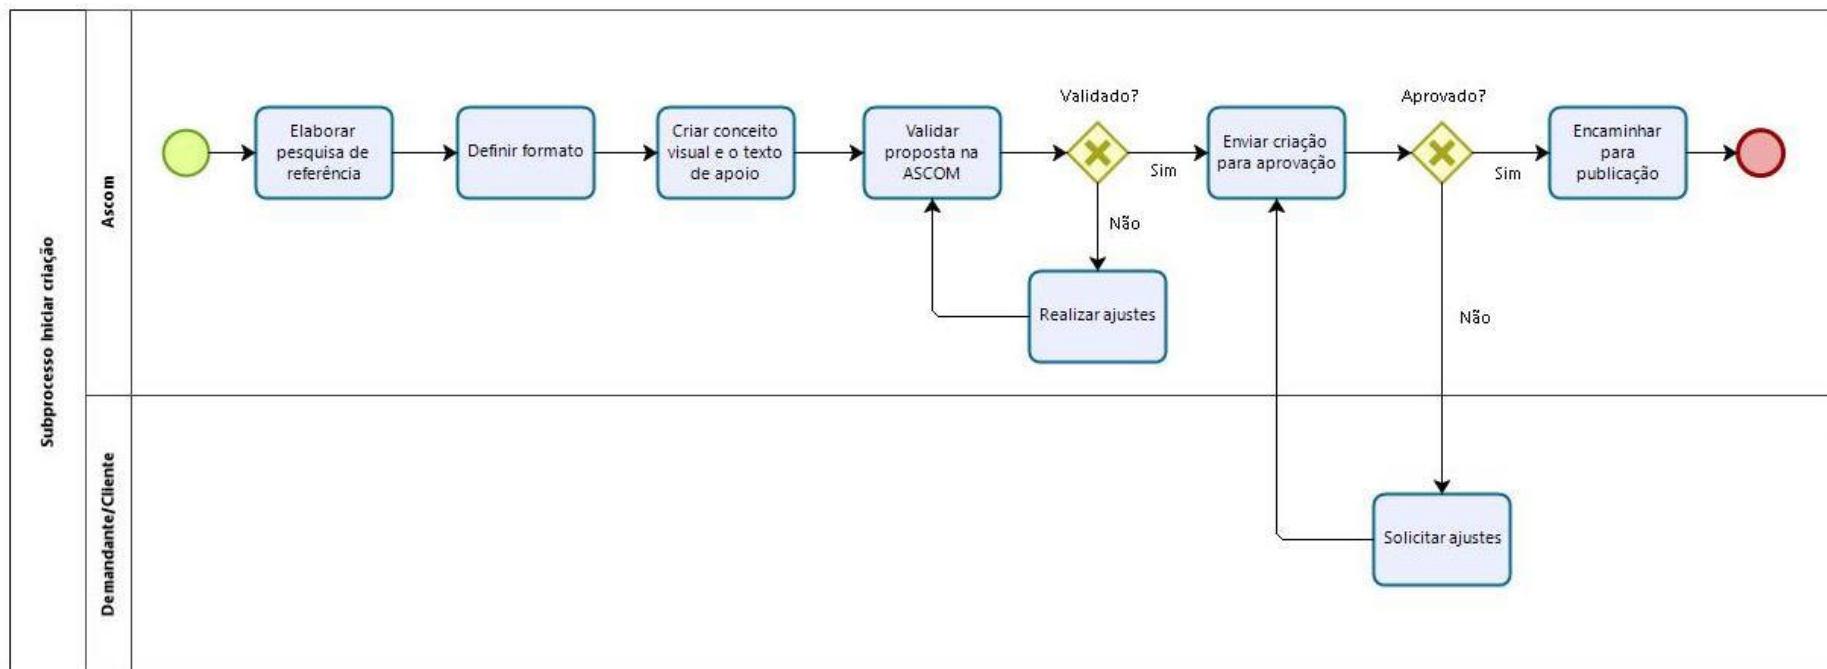 Subprocesso Iniciar criação
Ascom
Elaborar
pesquisa de
referência
Definir formato
Criar conceito
visual e o texto
de apoio
Validar
proposta na
ASCOM
Validado?
Sim
Não
Realizar ajustes
Enviar criação
para aprovação
Aprovado?
Sim
Não
Encaminhar
para
publicação
Demandante/Cliente
Solicitar ajustes